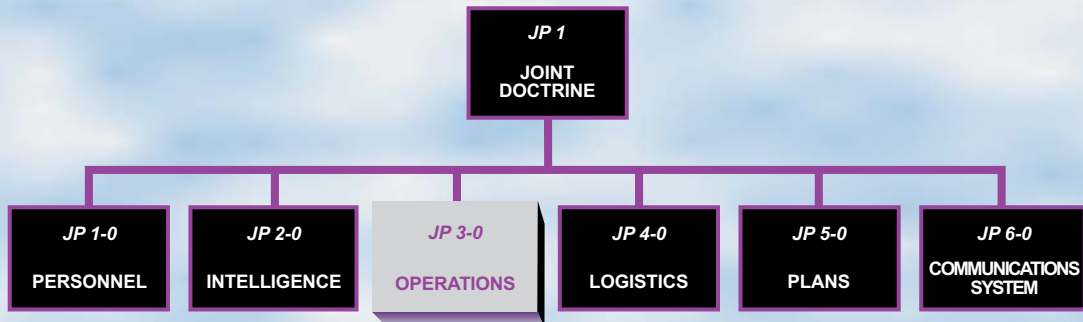 JP 1
JOINT
DOCTRINE
JP 1-0
PERSONNEL
JP 2-0
INTELLIGENCE
JP 3-0
OPERATIONS
JP 4-0
LOGISTICS
JP 5-0
PLANS
JP 6-0
COMMUNICATIONS
SYSTEM